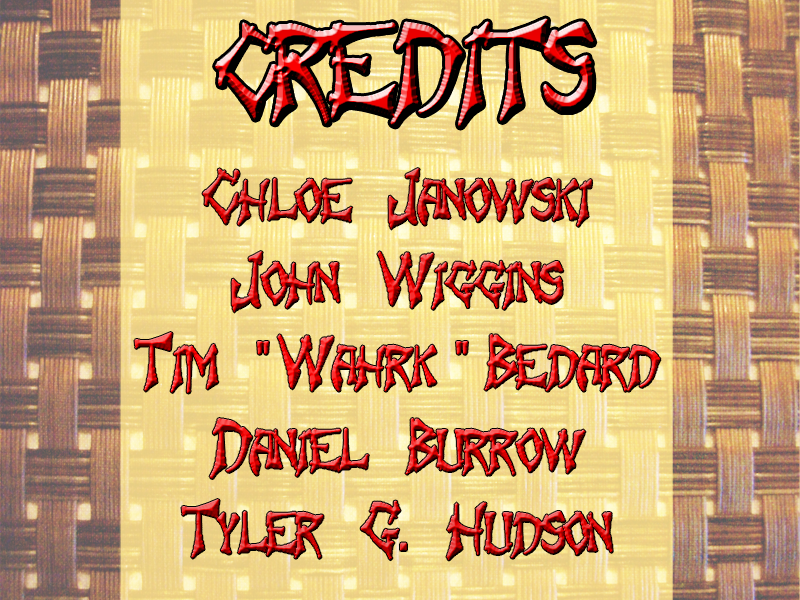 CREDITS
CHLOE JANOWSKI
JOHN WIGGINS
TIM "WAHRK" BEDARD
DANIEL BURROW
TYLER G. HUDSON